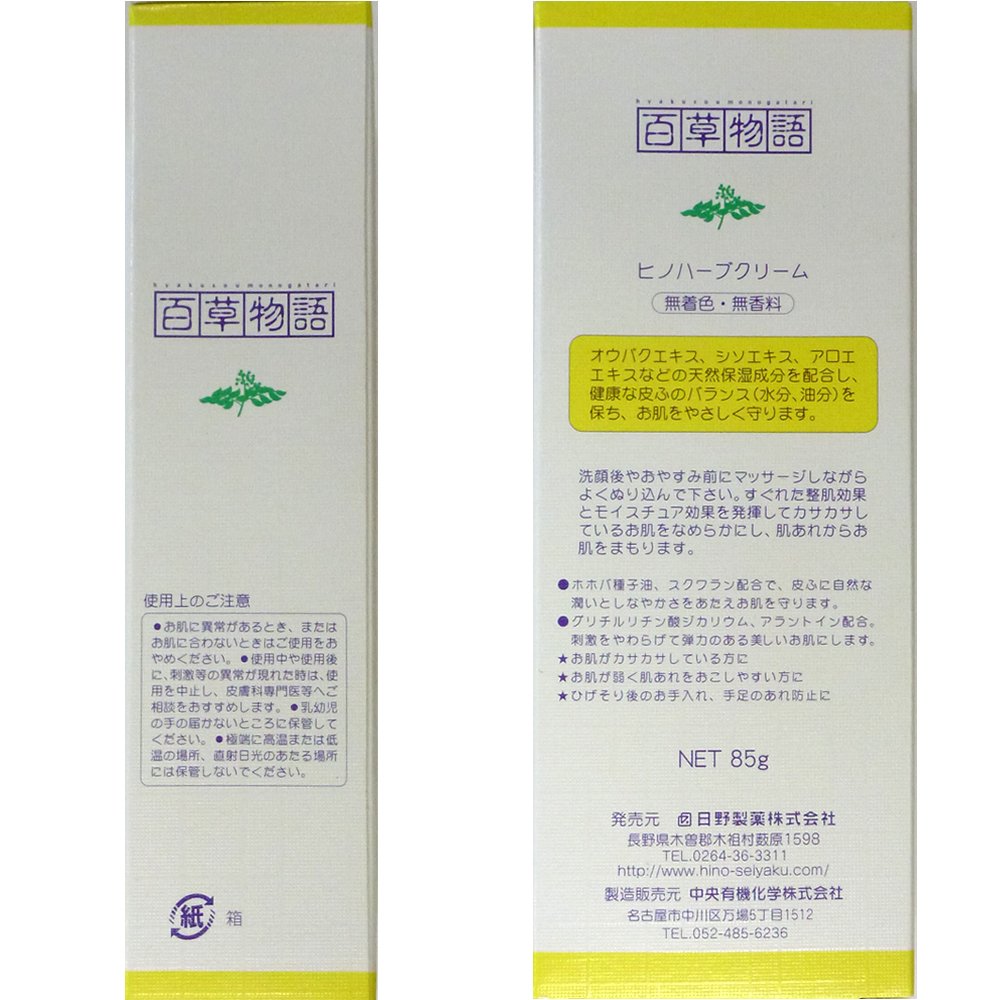 hyakusoumonogatari
百草物語
使用上のご注意
●お肌に異常があるとき、または
お肌に合わないときはご使用をお
やめください。●使用中や使用後
に、刺激等の異常が現れた時は、使
用を中止し、皮膚科専門医等へご
相談をおすすめします。●乳幼児
の手の届かないところに保管して
ください。●極端に高温または低
温の場所、直射日光のあたる場所
には保管しないでください。
紙 箱
hyakusoumonogatari
百草物語
ヒノハーブクリーム
無着色・無香料
オウバクエキス、シソエキス、アロエ
エキスなどの天然保湿成分を配合し、
健康な皮ふのバランス(水分、油分)を
保ち、お肌をやさしく守ります。
洗顔後やおやすみ前にマッサージしながら
よくぬり込んで下さい。すぐれた整肌効果
とモイスチュア効果を発揮してカサカサし
ているお肌をなめらかにし、肌あれからお
肌をまもります。
●ホホバ種子油、スクワラン配合で、皮ふに自然な
潤いとしなやかさをあたえお肌を守ります。
●グリチルリチン酸ジカリウム、アラントイン配合。
刺激をやわらげて弾力のある美しいお肌にします。
★お肌がカサカサしている方に
★お肌が弱く肌あれをおこしやすい方に
★ひげそり後のお手入れ、手足のあれ防止に
NET 85g
発売元 日野製薬株式会社
長野県木曽郡木祖村薮原1598
TEL.0264-36-3311
http://www.hino-seiyaku.com/
製造販売元 中央有機化学株式会社
名古屋市中川区万場5丁目1512
TEL.052-485-6236